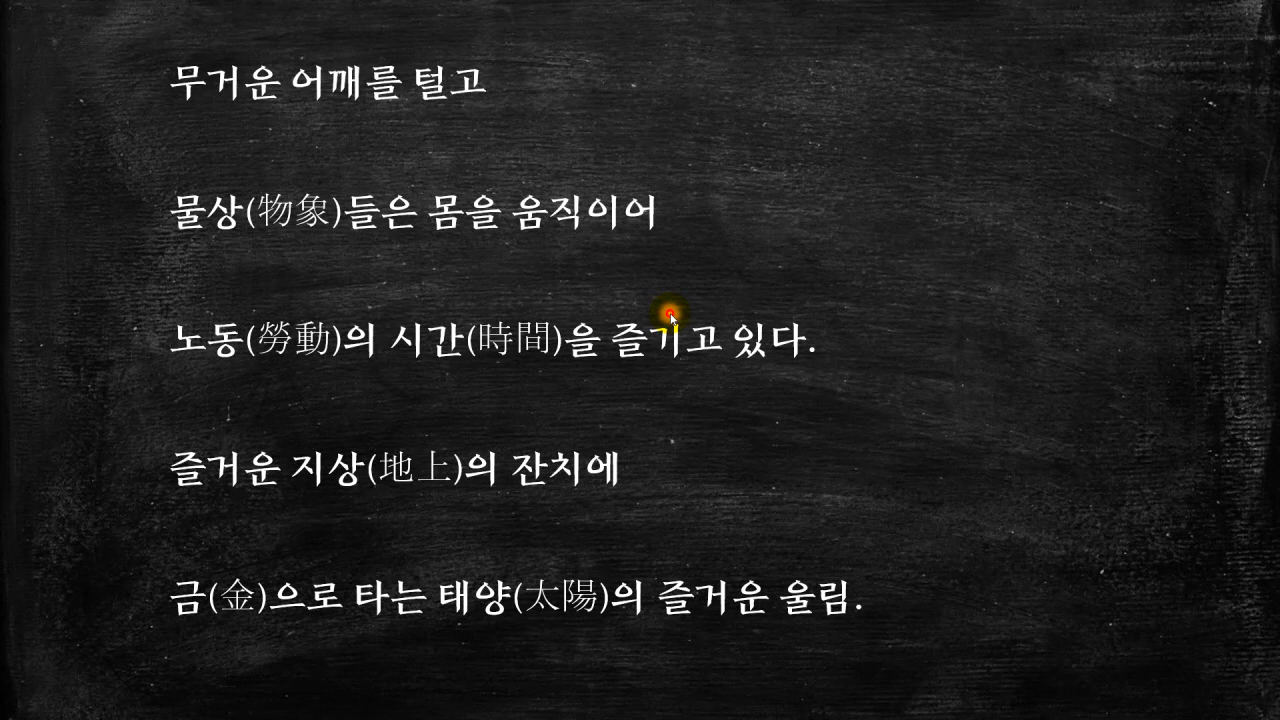 무거운 어깨를 털고
물상(物象)들은 몸을 움직이어
노동(勞動)의 시간(時間)을 즐기고 있다.
즐거운 지상(地上)의 잔치에
금(金)으로 타는 태양(太陽)의 즐거운 울림.